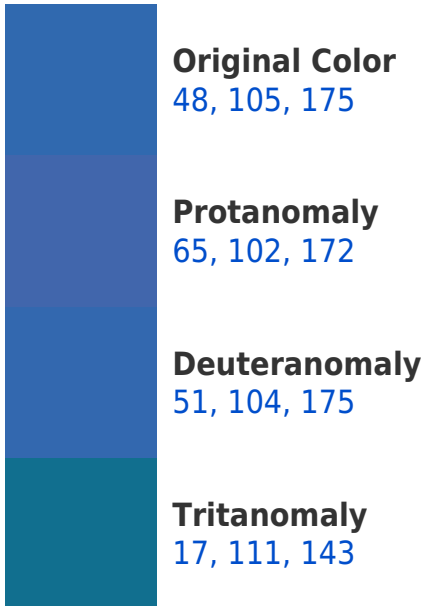 Original Color
48, 105, 175
Protanomaly
65, 102, 172
Deuteranomaly
51, 104, 175
Tritanomaly
17, 111, 143